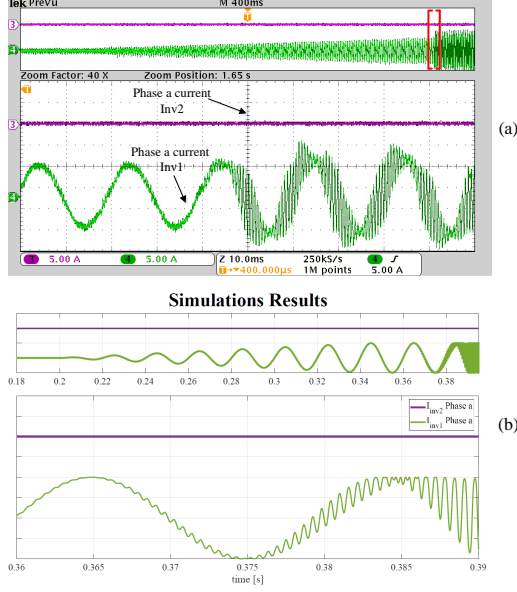 Tek PreVu M 400ms
3
4
Zoom Factor: 40 X Zoom Position: 1.65 s
Phase a current
Inv2
3
(a)
Phase a current
Inv1
4
3 5.00 A 4 5.00 A Z 10.0ms 250kS/s 4
T→▼400.000µs 1M points 5.00 A
Simulations Results
0.18 0.2 0.22 0.24 0.26 0.28 0.3 0.32 0.34 0.36 0.38
I_inv2 Phase a
I_inv1 Phase a
(b)
0.36 0.365 0.37 0.375 0.38 0.385 0.39
time [s]